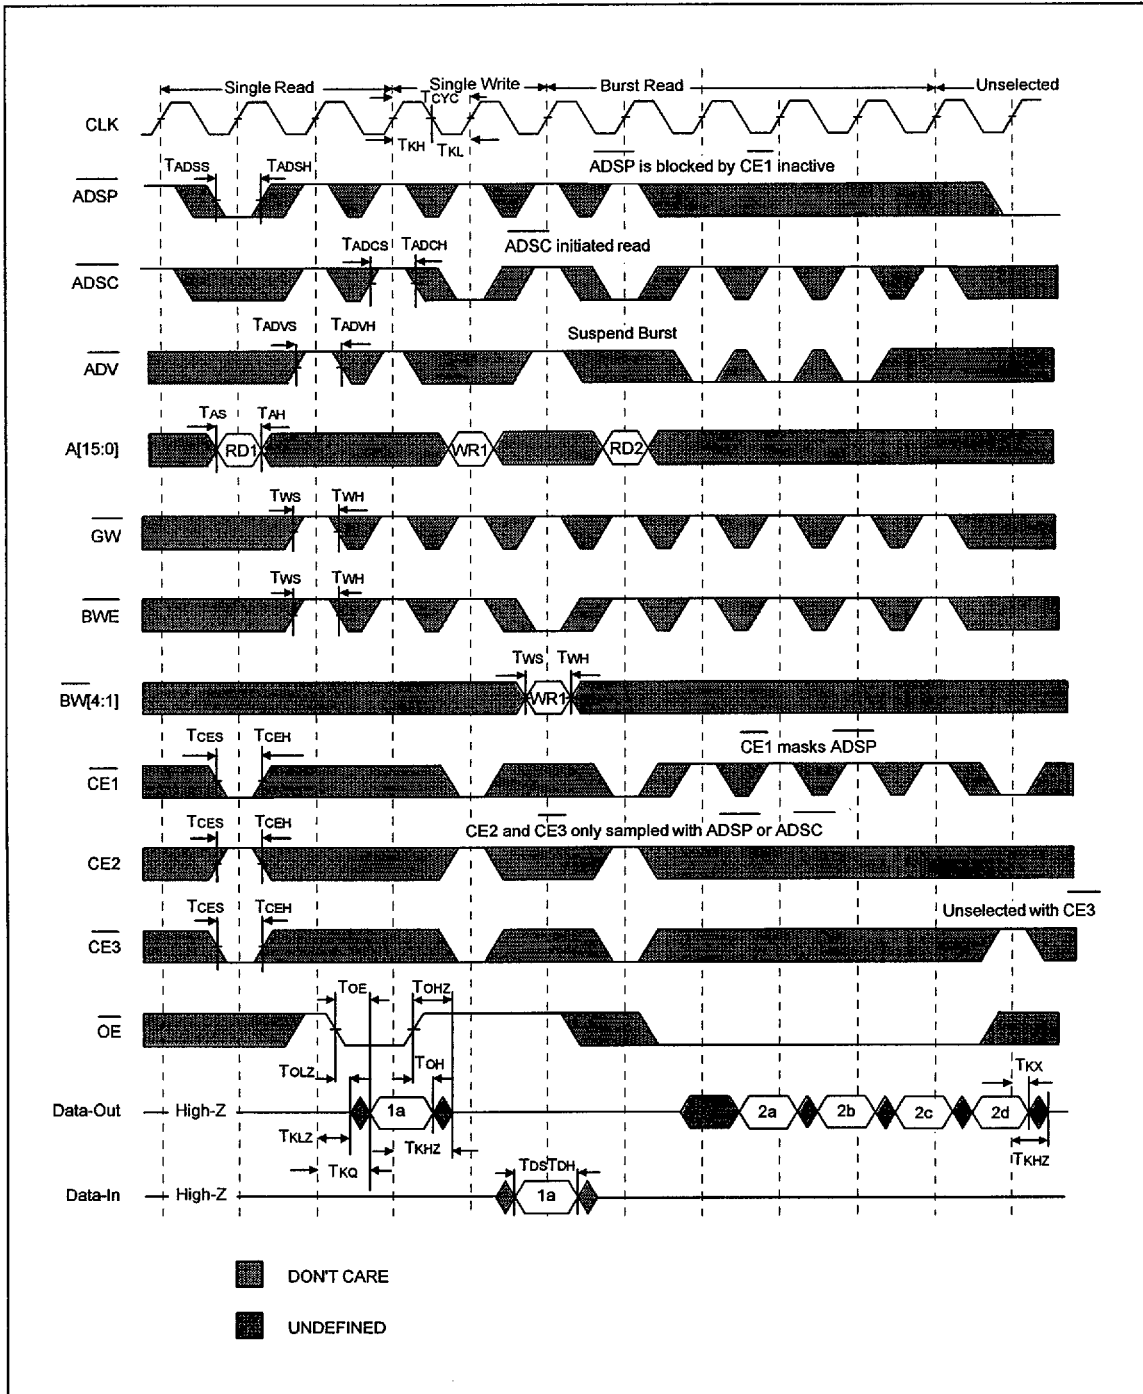 Single Read Single Write Burst Read Unselected
TCYC
CLK
TKH TKL
ADSP is blocked by CE1 inactive
TADSS TADSH
ADSP
TADCS TADCH ADSC initiated read
ADSC
TADVS TADVH Suspend Burst
ADV
TAS TAH
A[15:0] RD1 WR1 RD2
TWS TWH
GW
TWS TWH
BWE
TWS TWH
BW[4:1] WR1
TCES TCEH CE1 masks ADSP
CE1
TCES TCEH CE2 and CE3 only sampled with ADSP or ADSC
CE2
TCES TCEH Unselected with CE3
CE3
TOE TOHZ
OE
TOLZ TOH TKX
Data-Out High-Z 1a 2a 2b 2c 2d
TKLZ TKHZ TKHZ
TKQ TDS TDH
Data-In High-Z 1a
DON'T CARE
UNDEFINED